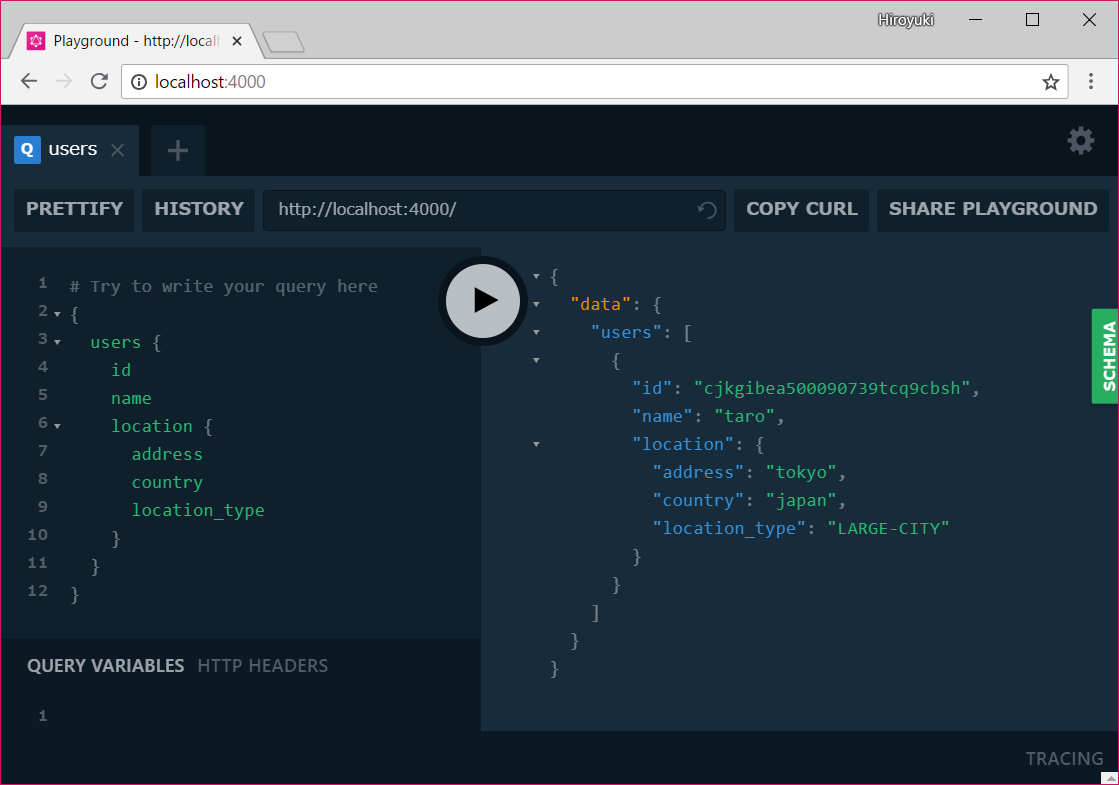 Hiroyuki
Playground - http://local
localhost:4000
Q users
PRETTIFY HISTORY http://localhost:4000/ COPY CURL SHARE PLAYGROUND
1 # Try to write your query here
2 {
3 users {
4 id
5 name
6 location {
7 address
8 country
9 location_type
10 }
11 }
12 }
{
"data": {
"users": [
{
"id": "cjkgibea500090739tcq9cbsh",
"name": "taro",
"location": {
"address": "tokyo",
"country": "japan",
"location_type": "LARGE-CITY"
}
}
]
}
}
SCHEMA
QUERY VARIABLES HTTP HEADERS
1
TRACING